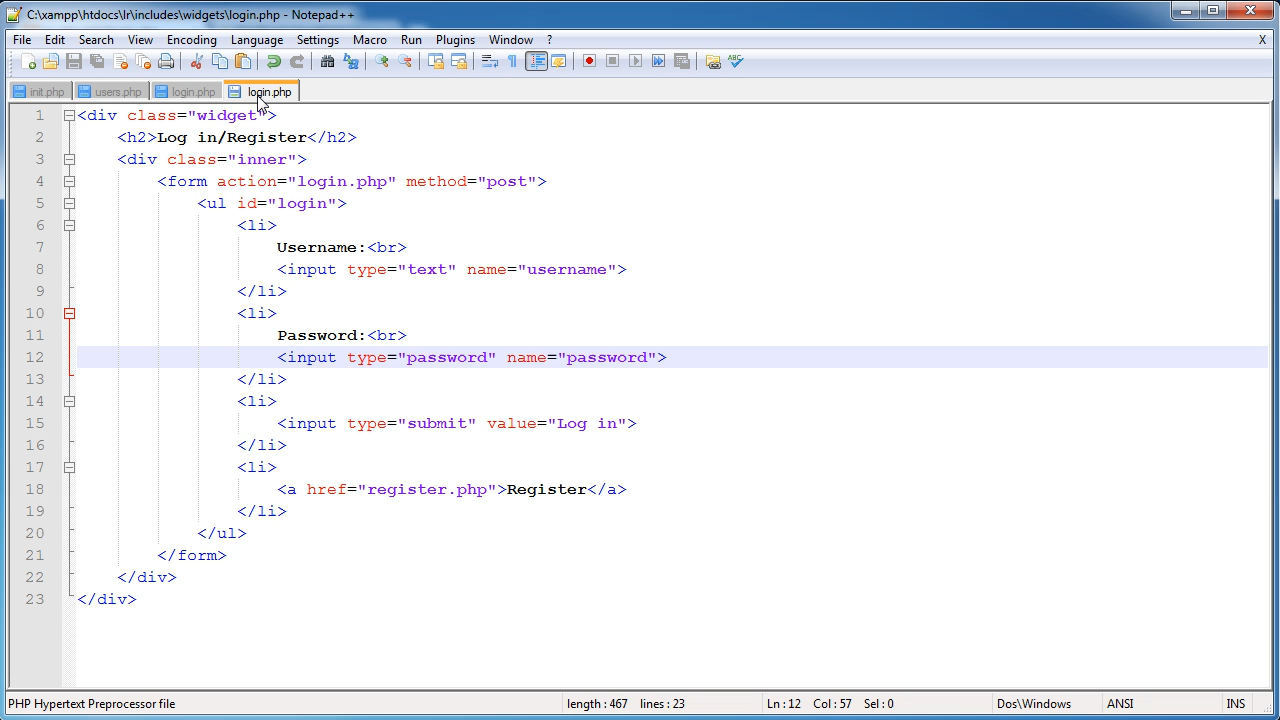 C:\xampp\htdocs\lr\includes\widgets\login.php - Notepad++
File Edit Search View Encoding Language Settings Macro Run Plugins Window ? X
init.php users.php login.php login.php
1 <div class="widget">
2 <h2>Log in/Register</h2>
3 <div class="inner">
4 <form action="login.php" method="post">
5 <ul id="login">
6 <li>
7 Username:<br>
8 <input type="text" name="username">
9 </li>
10 <li>
11 Password:<br>
12 <input type="password" name="password">
13 </li>
14 <li>
15 <input type="submit" value="Log in">
16 </li>
17 <li>
18 <a href="register.php">Register</a>
19 </li>
20 </ul>
21 </form>
22 </div>
23 </div>
PHP Hypertext Preprocessor file length : 467 lines : 23 Ln : 12 Col : 57 Sel : 0 Dos\Windows ANSI INS